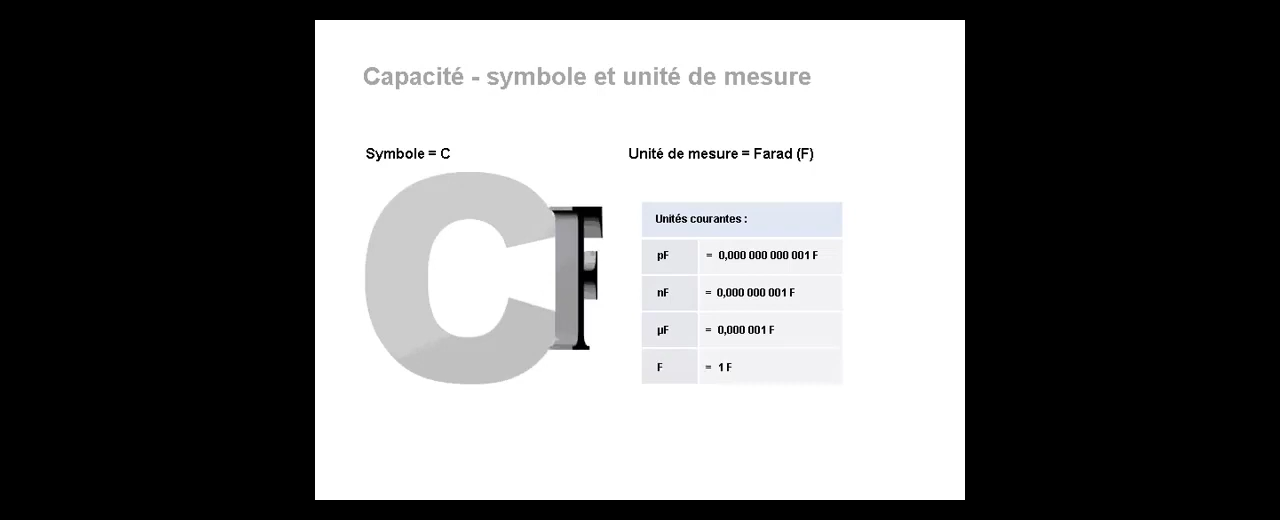 Capacité - symbole et unité de mesure
Symbole = C
Unité de mesure = Farad (F)
C
F
Unités courantes :
pF = 0,000 000 000 001 F
nF = 0,000 000 001 F
µF = 0,000 001 F
F = 1 F